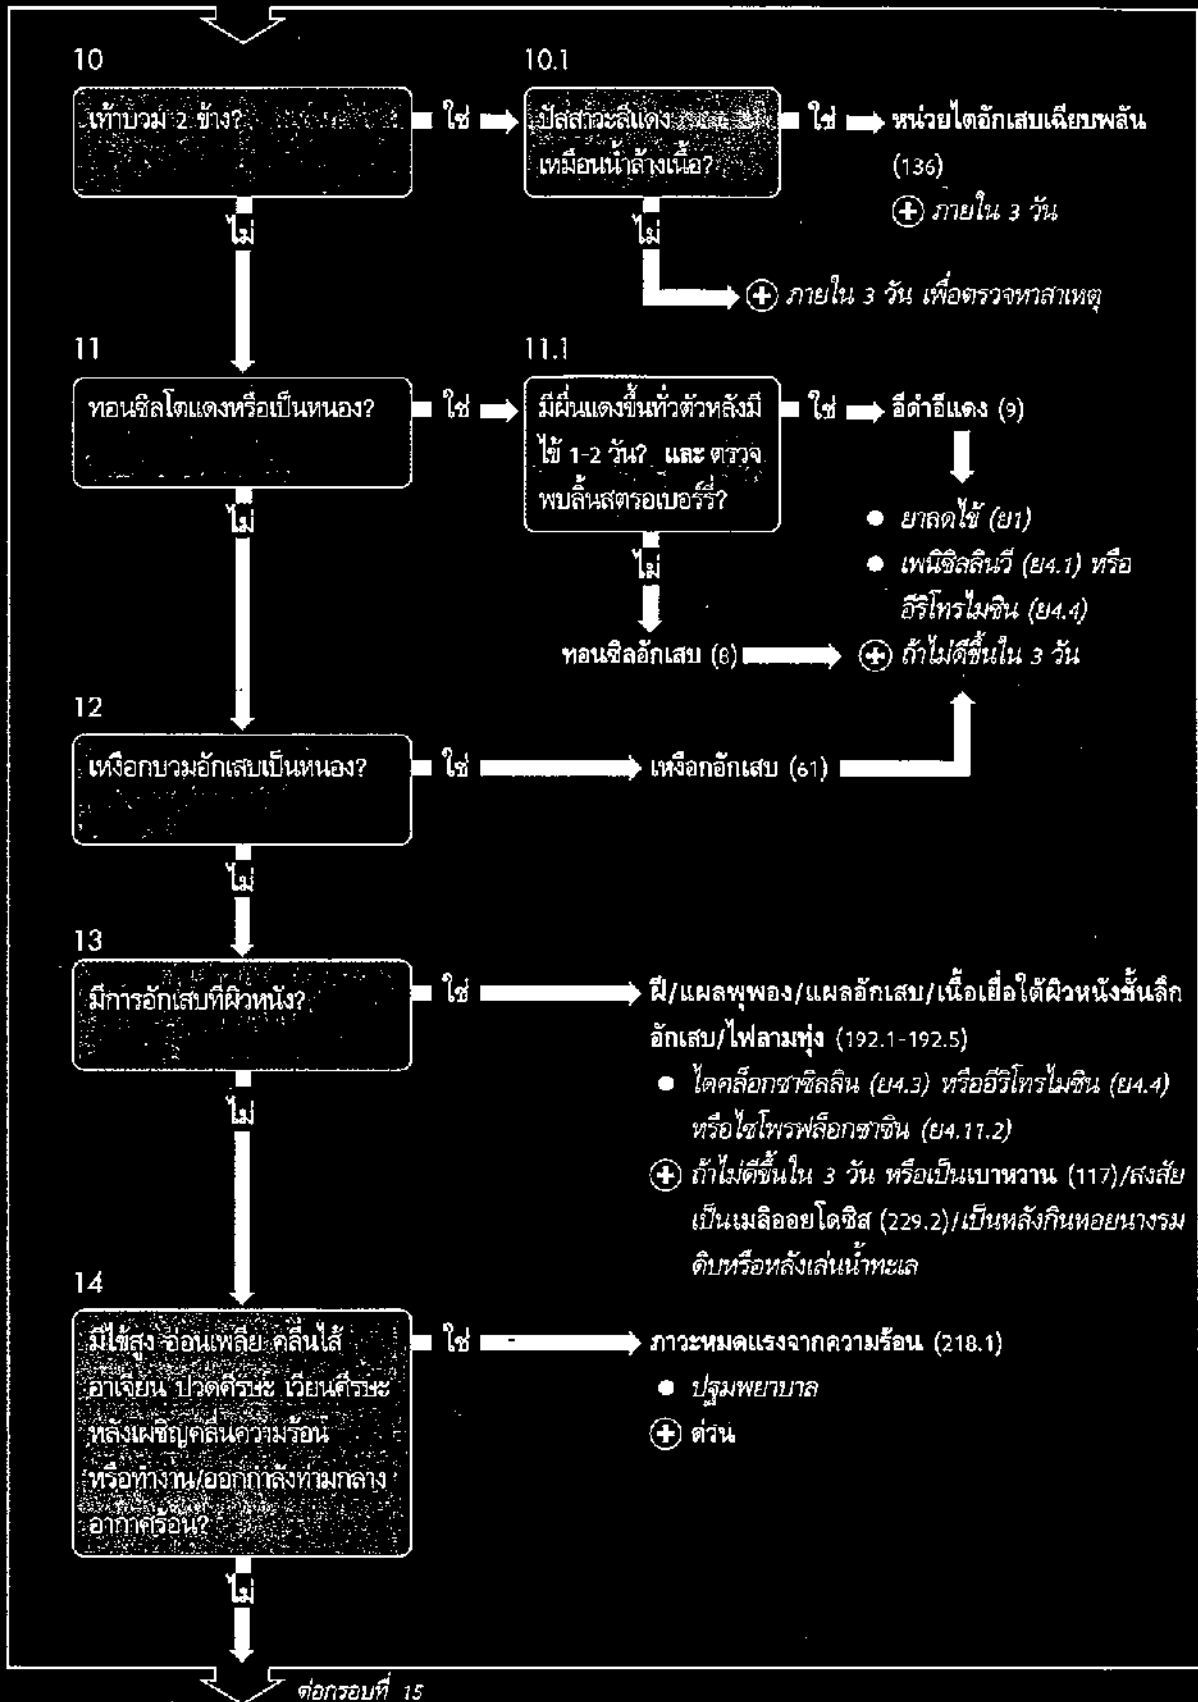 10
เท้าบวม 2 ข้าง?
ใช่
10.1
ปัสสาวะสีแดง
เหมือนน้ำล้างเนื้อ?
ใช่
หน่วยไตอักเสบเฉียบพลัน
(136)
ภายใน 3 วัน
ไม่
ไม่
ภายใน 3 วัน เพื่อตรวจหาสาเหตุ
11
ทอนซิลโตแดงหรือเป็นหนอง?
ใช่
11.1
มีผื่นแดงขึ้นทั่วตัวหลังมี
ไข้ 1-2 วัน? และ ตรวจ
พบลิ้นสตรอเบอร์รี่?
ใช่
อีดำอีแดง (9)
• ยาลดไข้ (ย1)
• เพนิซิลลินวี (ย4.1) หรือ
อีริโทรไมซิน (ย4.4)
ไม่
ไม่
ทอนซิลอักเสบ (8)
ถ้าไม่ดีขึ้นใน 3 วัน
12
เหงือกบวมอักเสบเป็นหนอง?
ใช่
เหงือกอักเสบ (61)
ไม่
13
มีการอักเสบที่ผิวหนัง?
ใช่
ฝี/แผลพุพอง/แผลอักเสบ/เนื้อเยื่อใต้ผิวหนังชั้นลึก
อักเสบ/ไฟลามทุ่ง (192.1-192.5)
• ไดคล็อกซาซิลลิน (ย4.3) หรืออีริโทรไมซิน (ย4.4)
หรือไซโพรฟล็อกซาซิน (ย4.11.2)
ถ้าไม่ดีขึ้นใน 3 วัน หรือเป็นเบาหวาน (117)/สงสัย
เป็นเมลิออยโดซิส (229.2)/เป็นหลังกินหอยนางรม
ดิบหรือหลังเล่นน้ำทะเล
ไม่
14
มีไข้สูง อ่อนเพลีย คลื่นไส้
อาเจียน ปวดศีรษะ เวียนศีรษะ
หลังเผชิญคลื่นความร้อน
หรือทำงาน/ออกกำลังท่ามกลาง
อากาศร้อน?
ใช่
ภาวะหมดแรงจากความร้อน (218.1)
• ปฐมพยาบาล
ด่วน
ไม่
ต่อกรอบที่ 15